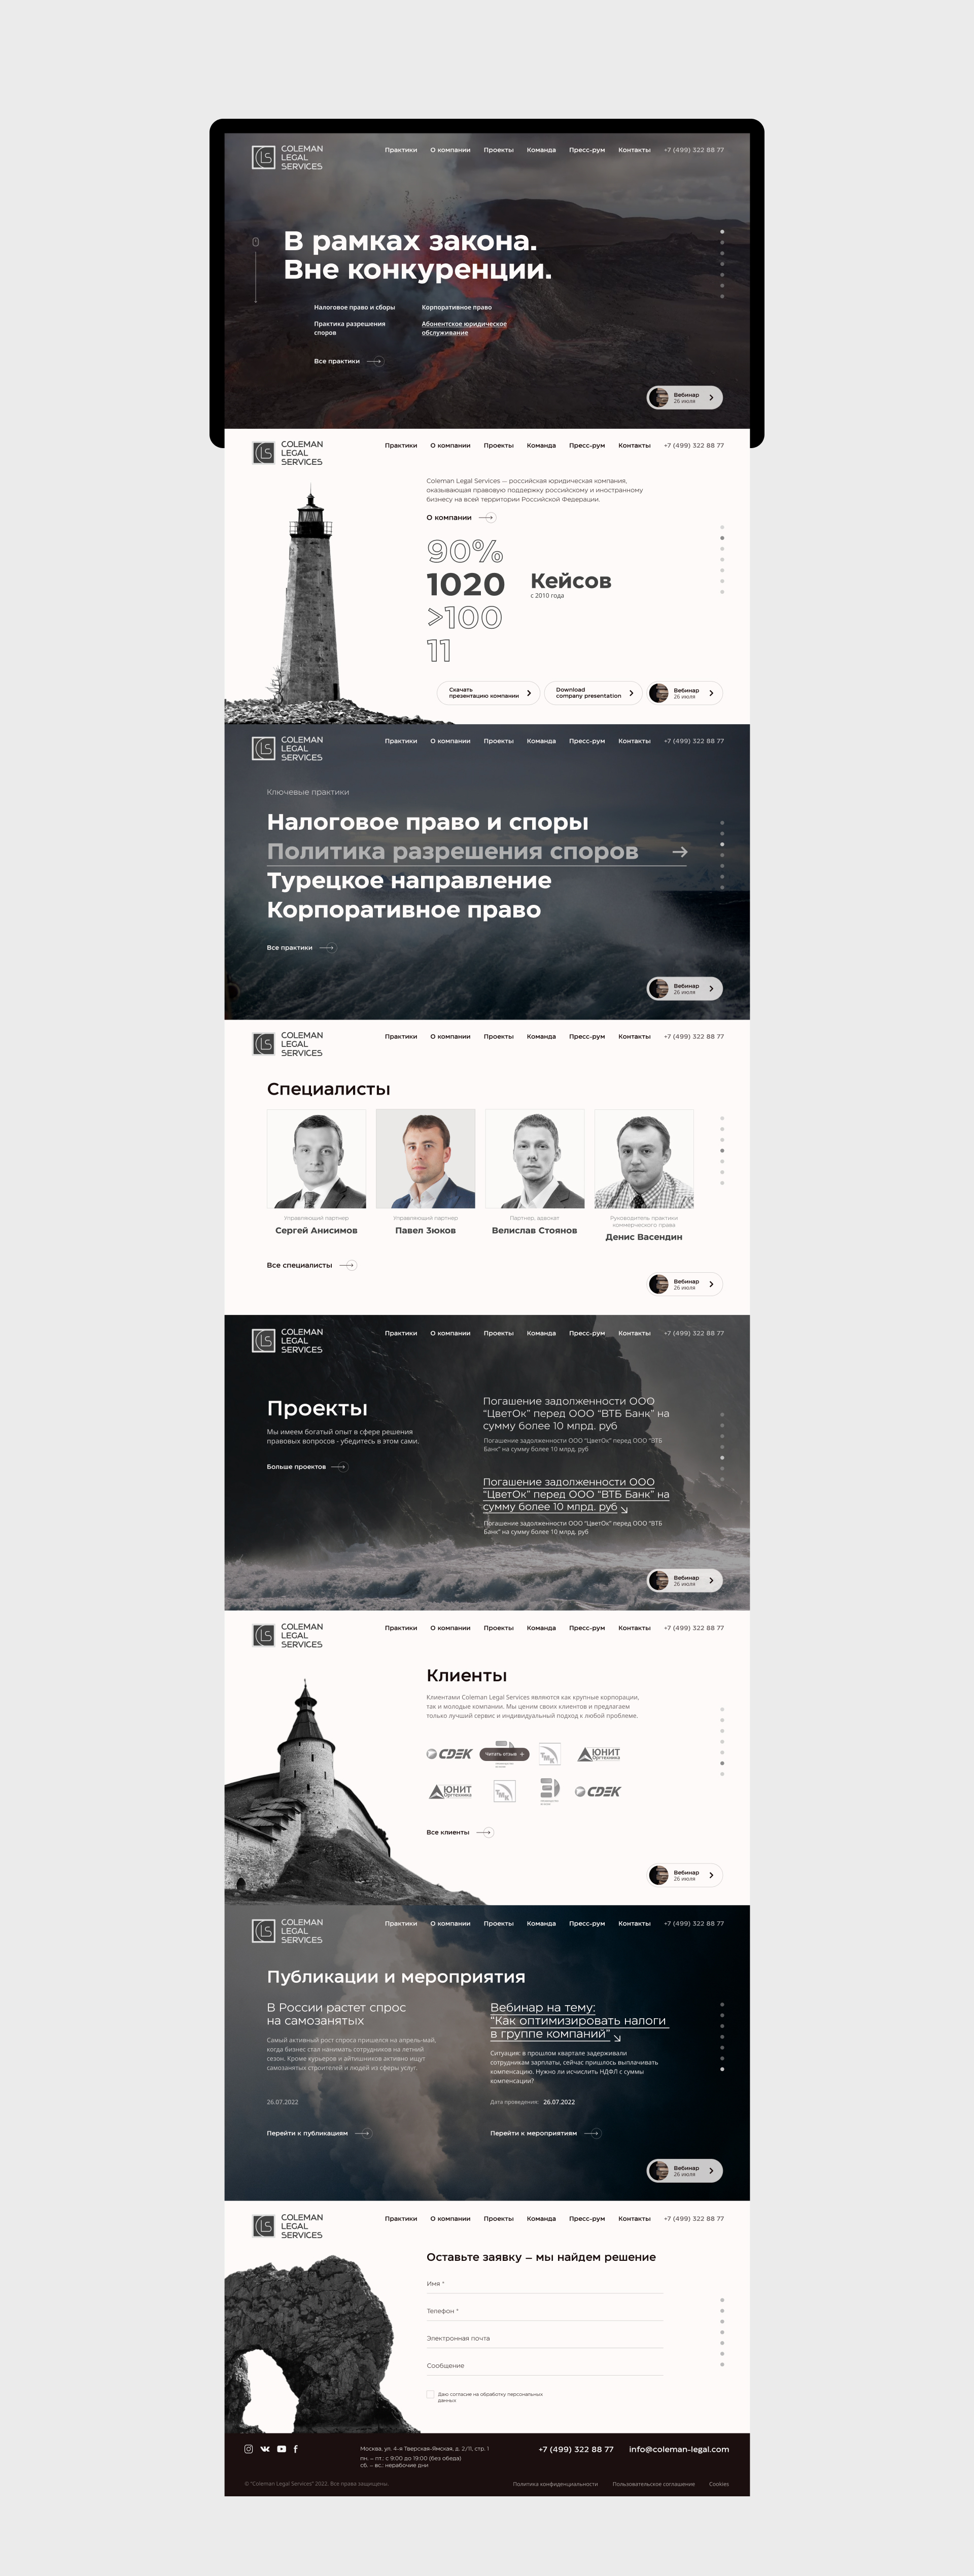 COLEMAN
LEGAL
SERVICES
Практики О компании Проекты Команда Пресс-рум Контакты +7 (499) 322 88 77
В рамках закона.
Вне конкуренции.
Налоговое право и сборы
Корпоративное право
Практика разрешения
споров
Абонентское юридическое
обслуживание
Все практики
Вебинар
26 июля
COLEMAN
LEGAL
SERVICES
Практики О компании Проекты Команда Пресс-рум Контакты +7 (499) 322 88 77
Coleman Legal Services — российская юридическая компания,
оказывающая правовую поддержку российскому и иностранному
бизнесу на всей территории Российской Федерации.
О компании
90%
1020
>100
11
Кейсов
с 2010 года
Скачать
презентацию компании
Download
company presentation
Вебинар
26 июля
COLEMAN
LEGAL
SERVICES
Практики О компании Проекты Команда Пресс-рум Контакты +7 (499) 322 88 77
Ключевые практики
Налоговое право и споры
Политика разрешения споров
Турецкое направление
Корпоративное право
Все практики
Вебинар
26 июля
COLEMAN
LEGAL
SERVICES
Практики О компании Проекты Команда Пресс-рум Контакты +7 (499) 322 88 77
Специалисты
Управляющий партнер
Сергей Анисимов
Управляющий партнер
Павел Зюков
Партнер, адвокат
Велислав Стоянов
Руководитель практики
коммерческого права
Денис Васендин
Все специалисты
Вебинар
26 июля
COLEMAN
LEGAL
SERVICES
Практики О компании Проекты Команда Пресс-рум Контакты +7 (499) 322 88 77
Проекты
Мы имеем богатый опыт в сфере решения
правовых вопросов - убедитесь в этом сами.
Больше проектов
Погашение задолженности ООО
"ЦветОк" перед ООО "ВТБ Банк" на
сумму более 10 млрд. руб
Погашение задолженности ООО "ЦветОк" перед ООО "ВТБ
Банк" на сумму более 10 млрд. руб
Погашение задолженности ООО
"ЦветОк" перед ООО "ВТБ Банк" на
сумму более 10 млрд. руб
Погашение задолженности ООО "ЦветОк" перед ООО "ВТБ
Банк" на сумму более 10 млрд. руб
Вебинар
26 июля
COLEMAN
LEGAL
SERVICES
Практики О компании Проекты Команда Пресс-рум Контакты +7 (499) 322 88 77
Клиенты
Клиентами Coleman Legal Services являются как крупные корпорации,
так и молодые компании. Мы ценим своих клиентов и предлагаем
только лучший сервис и индивидуальный подход к любой проблеме.
CDEK
Читать отзыв +
ТМК
ЮНИТ
Оргтехника
ЮНИТ
Оргтехника
ТМК
CDEK
Все клиенты
Вебинар
26 июля
COLEMAN
LEGAL
SERVICES
Практики О компании Проекты Команда Пресс-рум Контакты +7 (499) 322 88 77
Публикации и мероприятия
В России растет спрос
на самозанятых
Самый активный рост спроса пришелся на апрель-май,
когда бизнес стал нанимать сотрудников на летний
сезон. Кроме курьеров и айтишников активно ищут
самозанятых строителей и людей из сферы услуг.
26.07.2022
Перейти к публикациям
Вебинар на тему:
"Как оптимизировать налоги
в группе компаний"
Ситуация: в прошлом квартале задерживали
сотрудникам зарплаты, сейчас пришлось выплачивать
компенсацию. Нужно ли исчислить НДФЛ с суммы
компенсации?
Дата проведения: 26.07.2022
Перейти к мероприятиям
Вебинар
26 июля
COLEMAN
LEGAL
SERVICES
Практики О компании Проекты Команда Пресс-рум Контакты +7 (499) 322 88 77
Оставьте заявку – мы найдем решение
Имя *
Телефон *
Электронная почта
Сообщение
Даю согласие на обработку персональных
данных
Москва, ул. 4-я Тверская-Ямская, д. 2/11, стр. 1
пн. – пт.: с 9:00 до 19:00 (без обеда)
сб. – вс.: нерабочие дни
+7 (499) 322 88 77
info@coleman-legal.com
© "Coleman Legal Services" 2022. Все права защищены.
Политика конфиденциальности
Пользовательское соглашение
Cookies